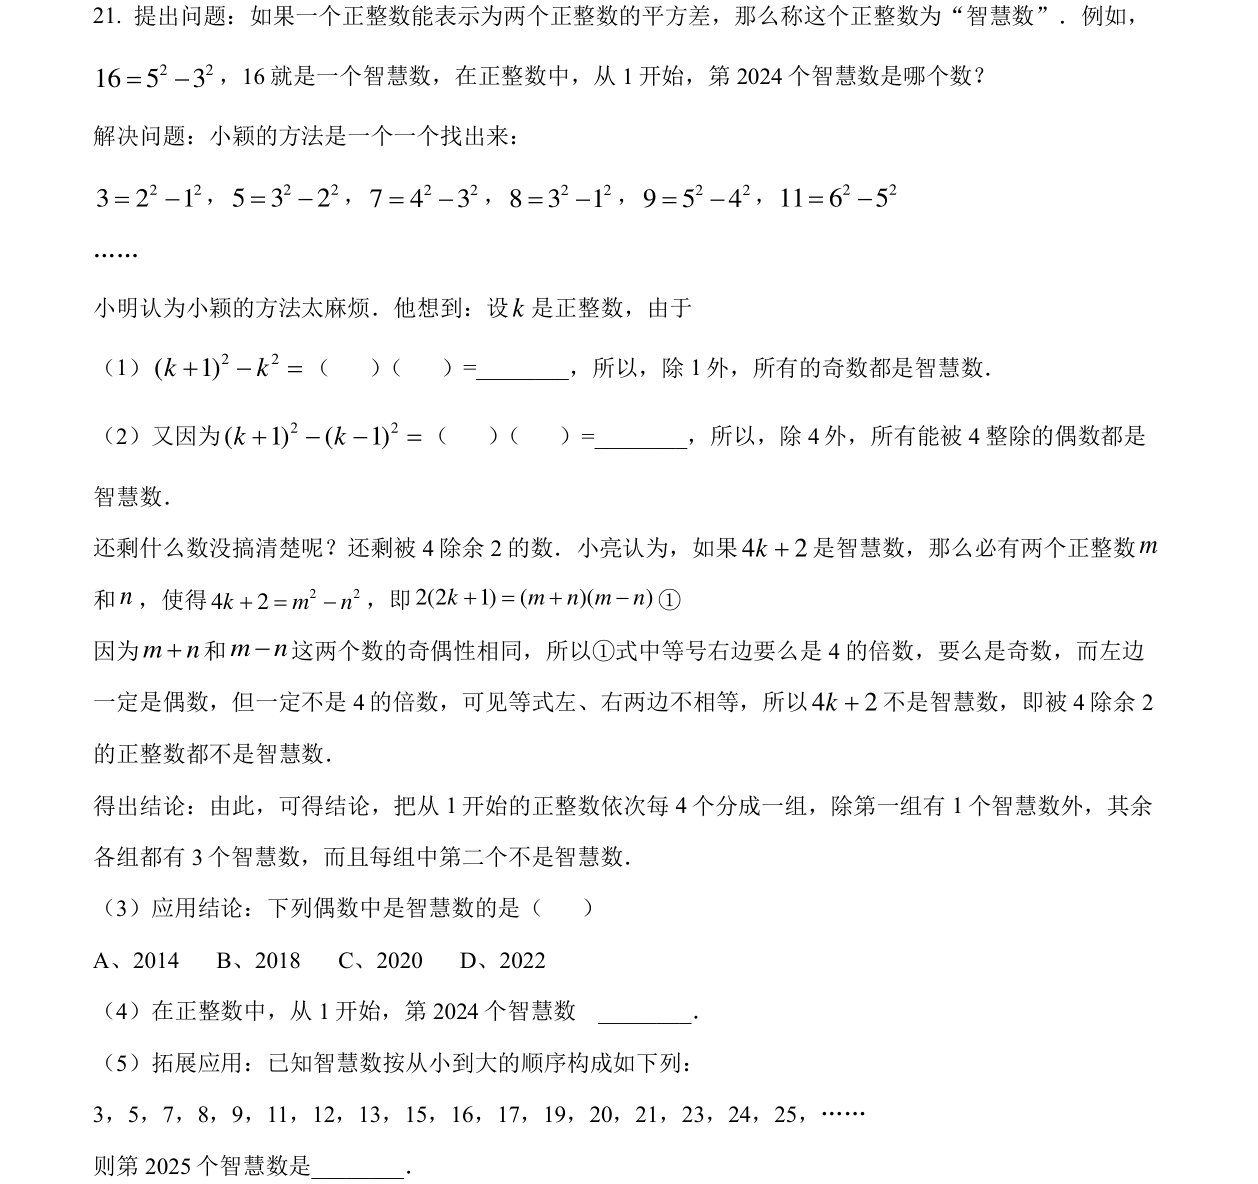 21. 提出问题：如果一个正整数能表示为两个正整数的平方差，那么称这个正整数为“智慧数”．例如，
16=5²−3²，16 就是一个智慧数，在正整数中，从 1 开始，第 2024 个智慧数是哪个数？
解决问题：小颖的方法是一个一个找出来：
3=2²−1²，5=3²−2²，7=4²−3²，8=3²−1²，9=5²−4²，11=6²−5²
……
小明认为小颖的方法太麻烦．他想到：设 k 是正整数，由于
（1）(k+1)²−k²=（　　）（　　）=________，所以，除 1 外，所有的奇数都是智慧数．
（2）又因为(k+1)²−(k−1)²=（　　）（　　）=________，所以，除 4 外，所有能被 4 整除的偶数都是
智慧数．
还剩什么数没搞清楚呢？还剩被 4 除余 2 的数．小亮认为，如果 4k+2 是智慧数，那么必有两个正整数 m
和 n，使得 4k+2=m²−n²，即 2(2k+1)=(m+n)(m−n)①
因为 m+n 和 m−n 这两个数的奇偶性相同，所以①式中等号右边要么是 4 的倍数，要么是奇数，而左边
一定是偶数，但一定不是 4 的倍数，可见等式左、右两边不相等，所以 4k+2 不是智慧数，即被 4 除余 2
的正整数都不是智慧数．
得出结论：由此，可得结论，把从 1 开始的正整数依次每 4 个分成一组，除第一组有 1 个智慧数外，其余
各组都有 3 个智慧数，而且每组中第二个不是智慧数．
（3）应用结论：下列偶数中是智慧数的是（　　）
A、2014　B、2018　C、2020　D、2022
（4）在正整数中，从 1 开始，第 2024 个智慧数 ________．
（5）拓展应用：已知智慧数按从小到大的顺序构成如下列：
3，5，7，8，9，11，12，13，15，16，17，19，20，21，23，24，25，……
则第 2025 个智慧数是________．